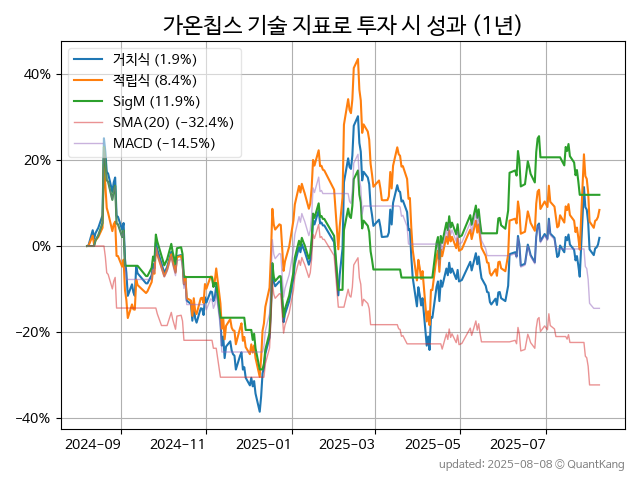 가온칩스 기술 지표로 투자 시 성과 (1년)
거치식 (1.9%)
적립식 (8.4%)
SigM (11.9%)
SMA(20) (−32.4%)
MACD (−14.5%)
40%
20%
0%
−20%
−40%
2024-09 2024-11 2025-01 2025-03 2025-05 2025-07
updated: 2025-08-08 © QuantKang